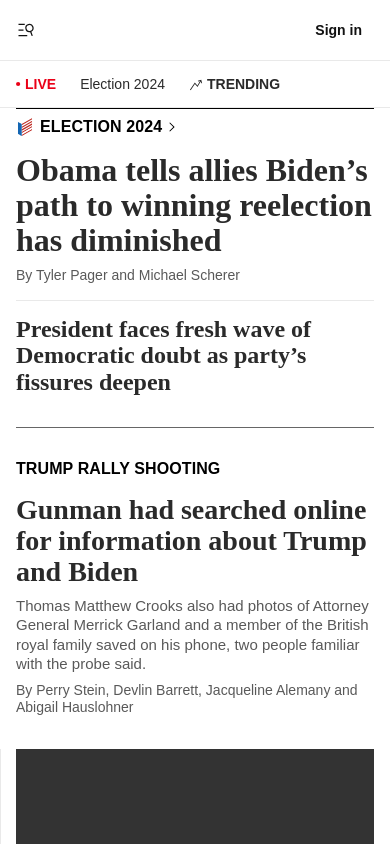 Sign in
LIVE
Election 2024
TRENDING
ELECTION 2024
Obama tells allies Biden’s
path to winning reelection
has diminished
By Tyler Pager and Michael Scherer
President faces fresh wave of
Democratic doubt as party’s
fissures deepen
TRUMP RALLY SHOOTING
Gunman had searched online
for information about Trump
and Biden
Thomas Matthew Crooks also had photos of Attorney
General Merrick Garland and a member of the British
royal family saved on his phone, two people familiar
with the probe said.
By Perry Stein, Devlin Barrett, Jacqueline Alemany and
Abigail Hauslohner